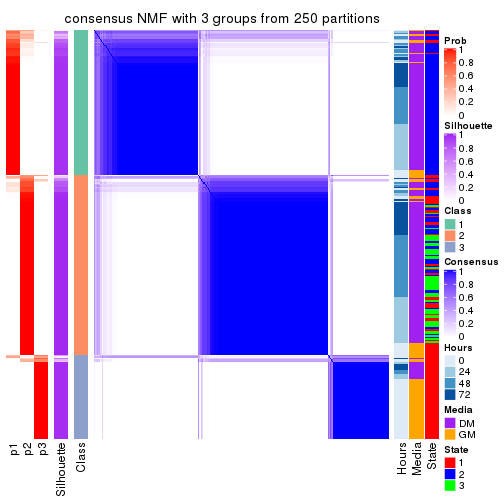 consensus NMF with 3 groups from 250 partitions
Prob
1
0.8
0.6
0.4
0.2
0
Silhouette
1
0.8
0.6
0.4
0.2
0
Class
1
2
3
Consensus
1
0.8
0.6
0.4
0.2
0
Hours
0
24
48
72
Media
DM
GM
State
1
2
3
p1
p2
p3
Silhouette
Class
Hours
Media
State